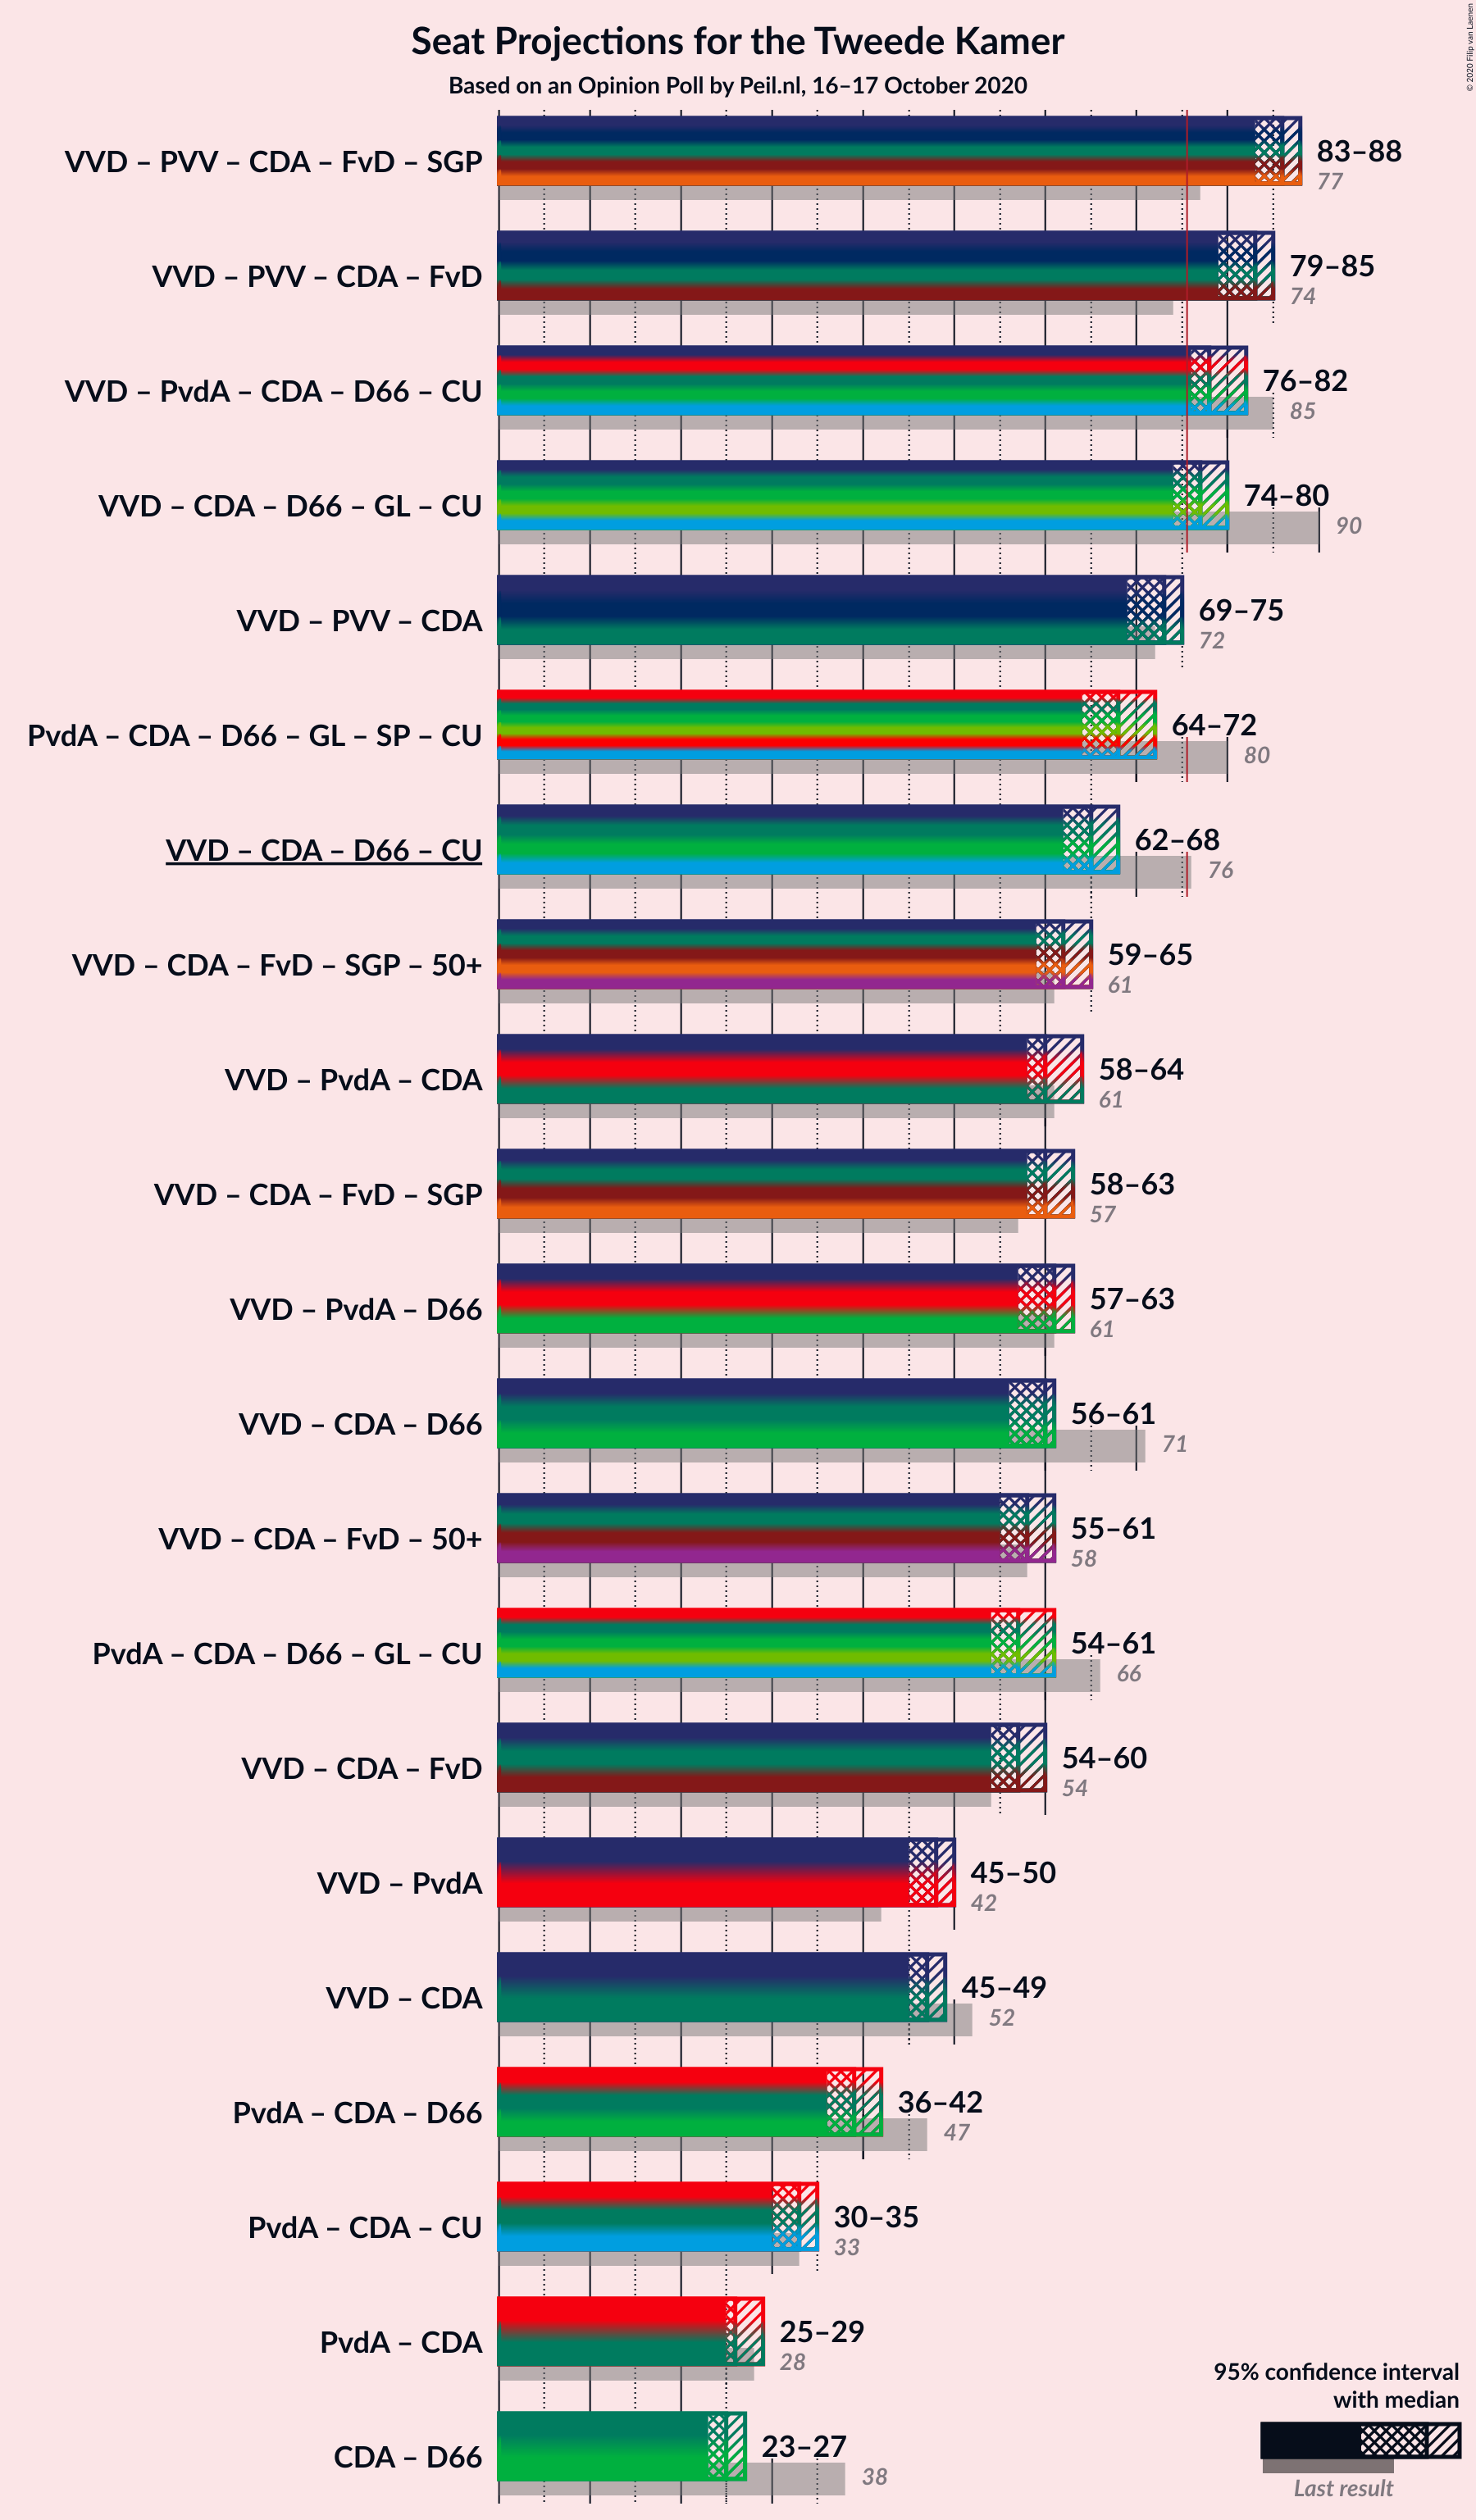 Seat Projections for the Tweede Kamer
Based on an Opinion Poll by Peil.nl, 16–17 October 2020
© 2020 Filip van Laenen
VVD – PVV – CDA – FvD – SGP
83–88
77
VVD – PVV – CDA – FvD
79–85
74
VVD – PvdA – CDA – D66 – CU
76–82
85
VVD – CDA – D66 – GL – CU
74–80
90
VVD – PVV – CDA
69–75
72
PvdA – CDA – D66 – GL – SP – CU
64–72
80
VVD – CDA – D66 – CU
62–68
76
VVD – CDA – FvD – SGP – 50+
59–65
61
VVD – PvdA – CDA
58–64
61
VVD – CDA – FvD – SGP
58–63
57
VVD – PvdA – D66
57–63
61
VVD – CDA – D66
56–61
71
VVD – CDA – FvD – 50+
55–61
58
PvdA – CDA – D66 – GL – CU
54–61
66
VVD – CDA – FvD
54–60
54
VVD – PvdA
45–50
42
VVD – CDA
45–49
52
PvdA – CDA – D66
36–42
47
PvdA – CDA – CU
30–35
33
PvdA – CDA
25–29
28
CDA – D66
23–27
38
95% confidence interval
with median
Last result